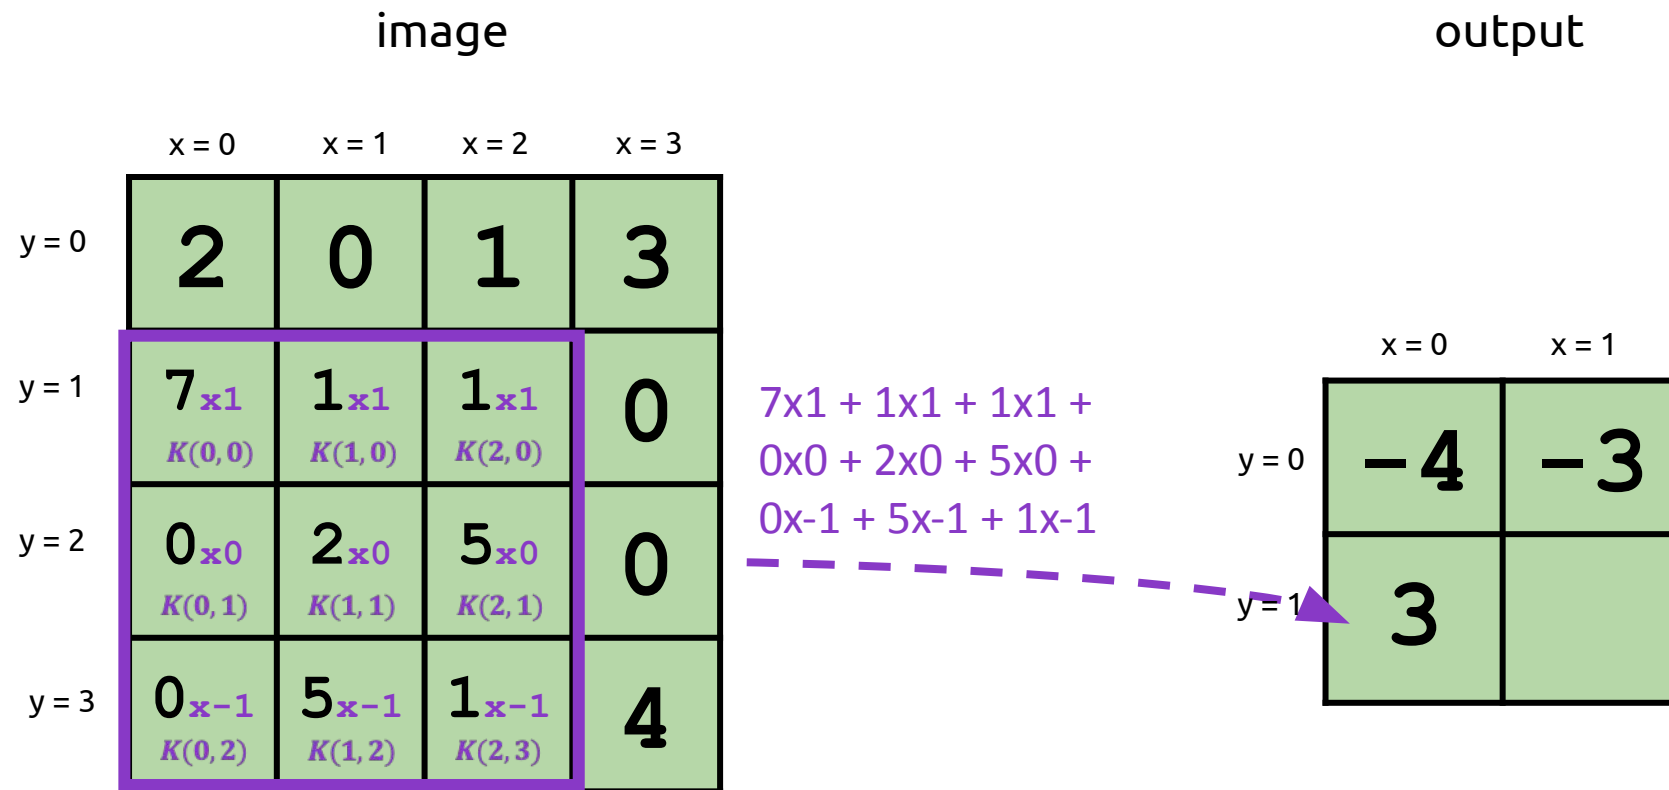 image
output
x = 0 x = 1 x = 2 x = 3
y = 0 2 0 1 3
y = 1 7x1 1x1 1x1 0
K(0,0) K(1,0) K(2,0)
y = 2 0x0 2x0 5x0 0
K(0,1) K(1,1) K(2,1)
y = 3 0x-1 5x-1 1x-1 4
K(0,2) K(1,2) K(2,3)
7x1 + 1x1 + 1x1 +
0x0 + 2x0 + 5x0 +
0x-1 + 5x-1 + 1x-1
x = 0 x = 1
y = 0 -4 -3
y = 1 3